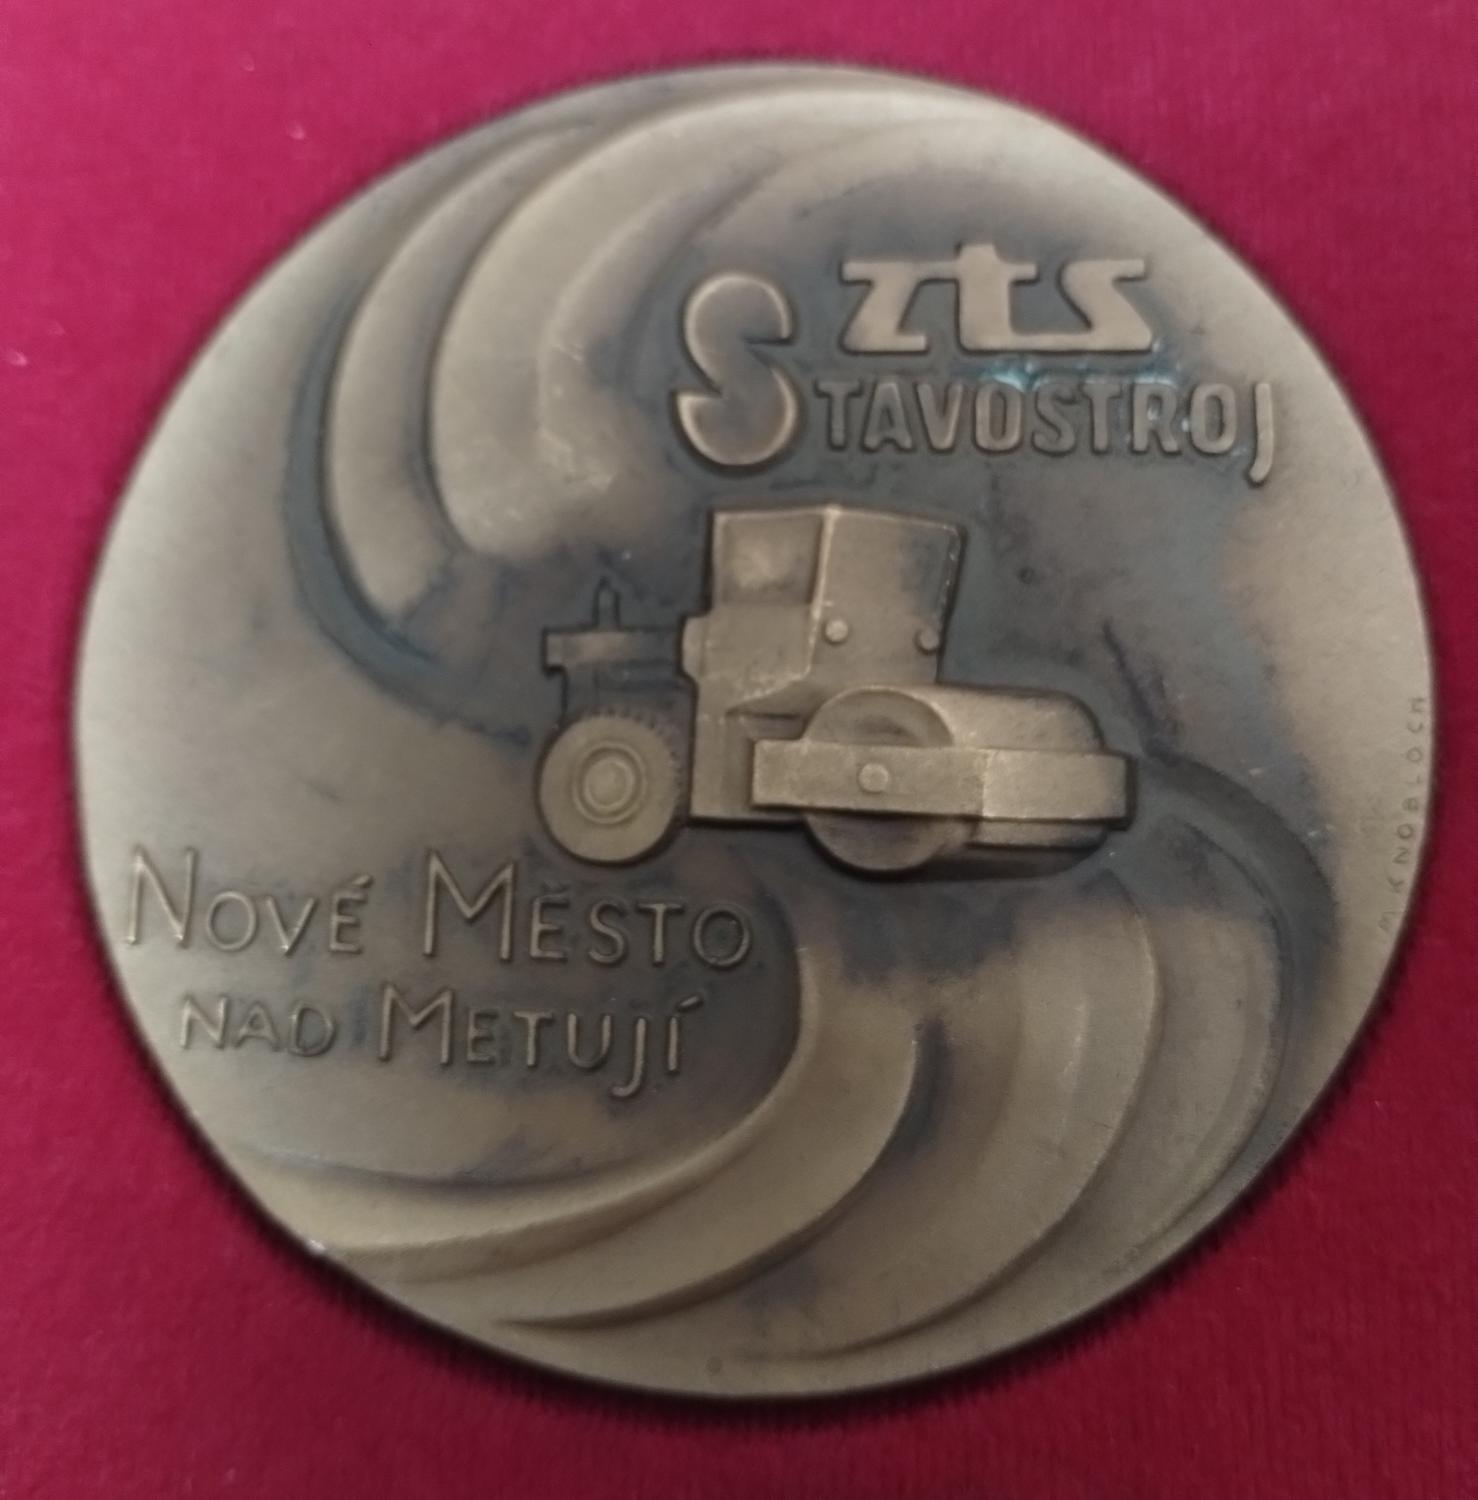 zts
STAVOSTROJ
NOVÉ MĚSTO
NAD METUJÍ
M. KNOBLOCH